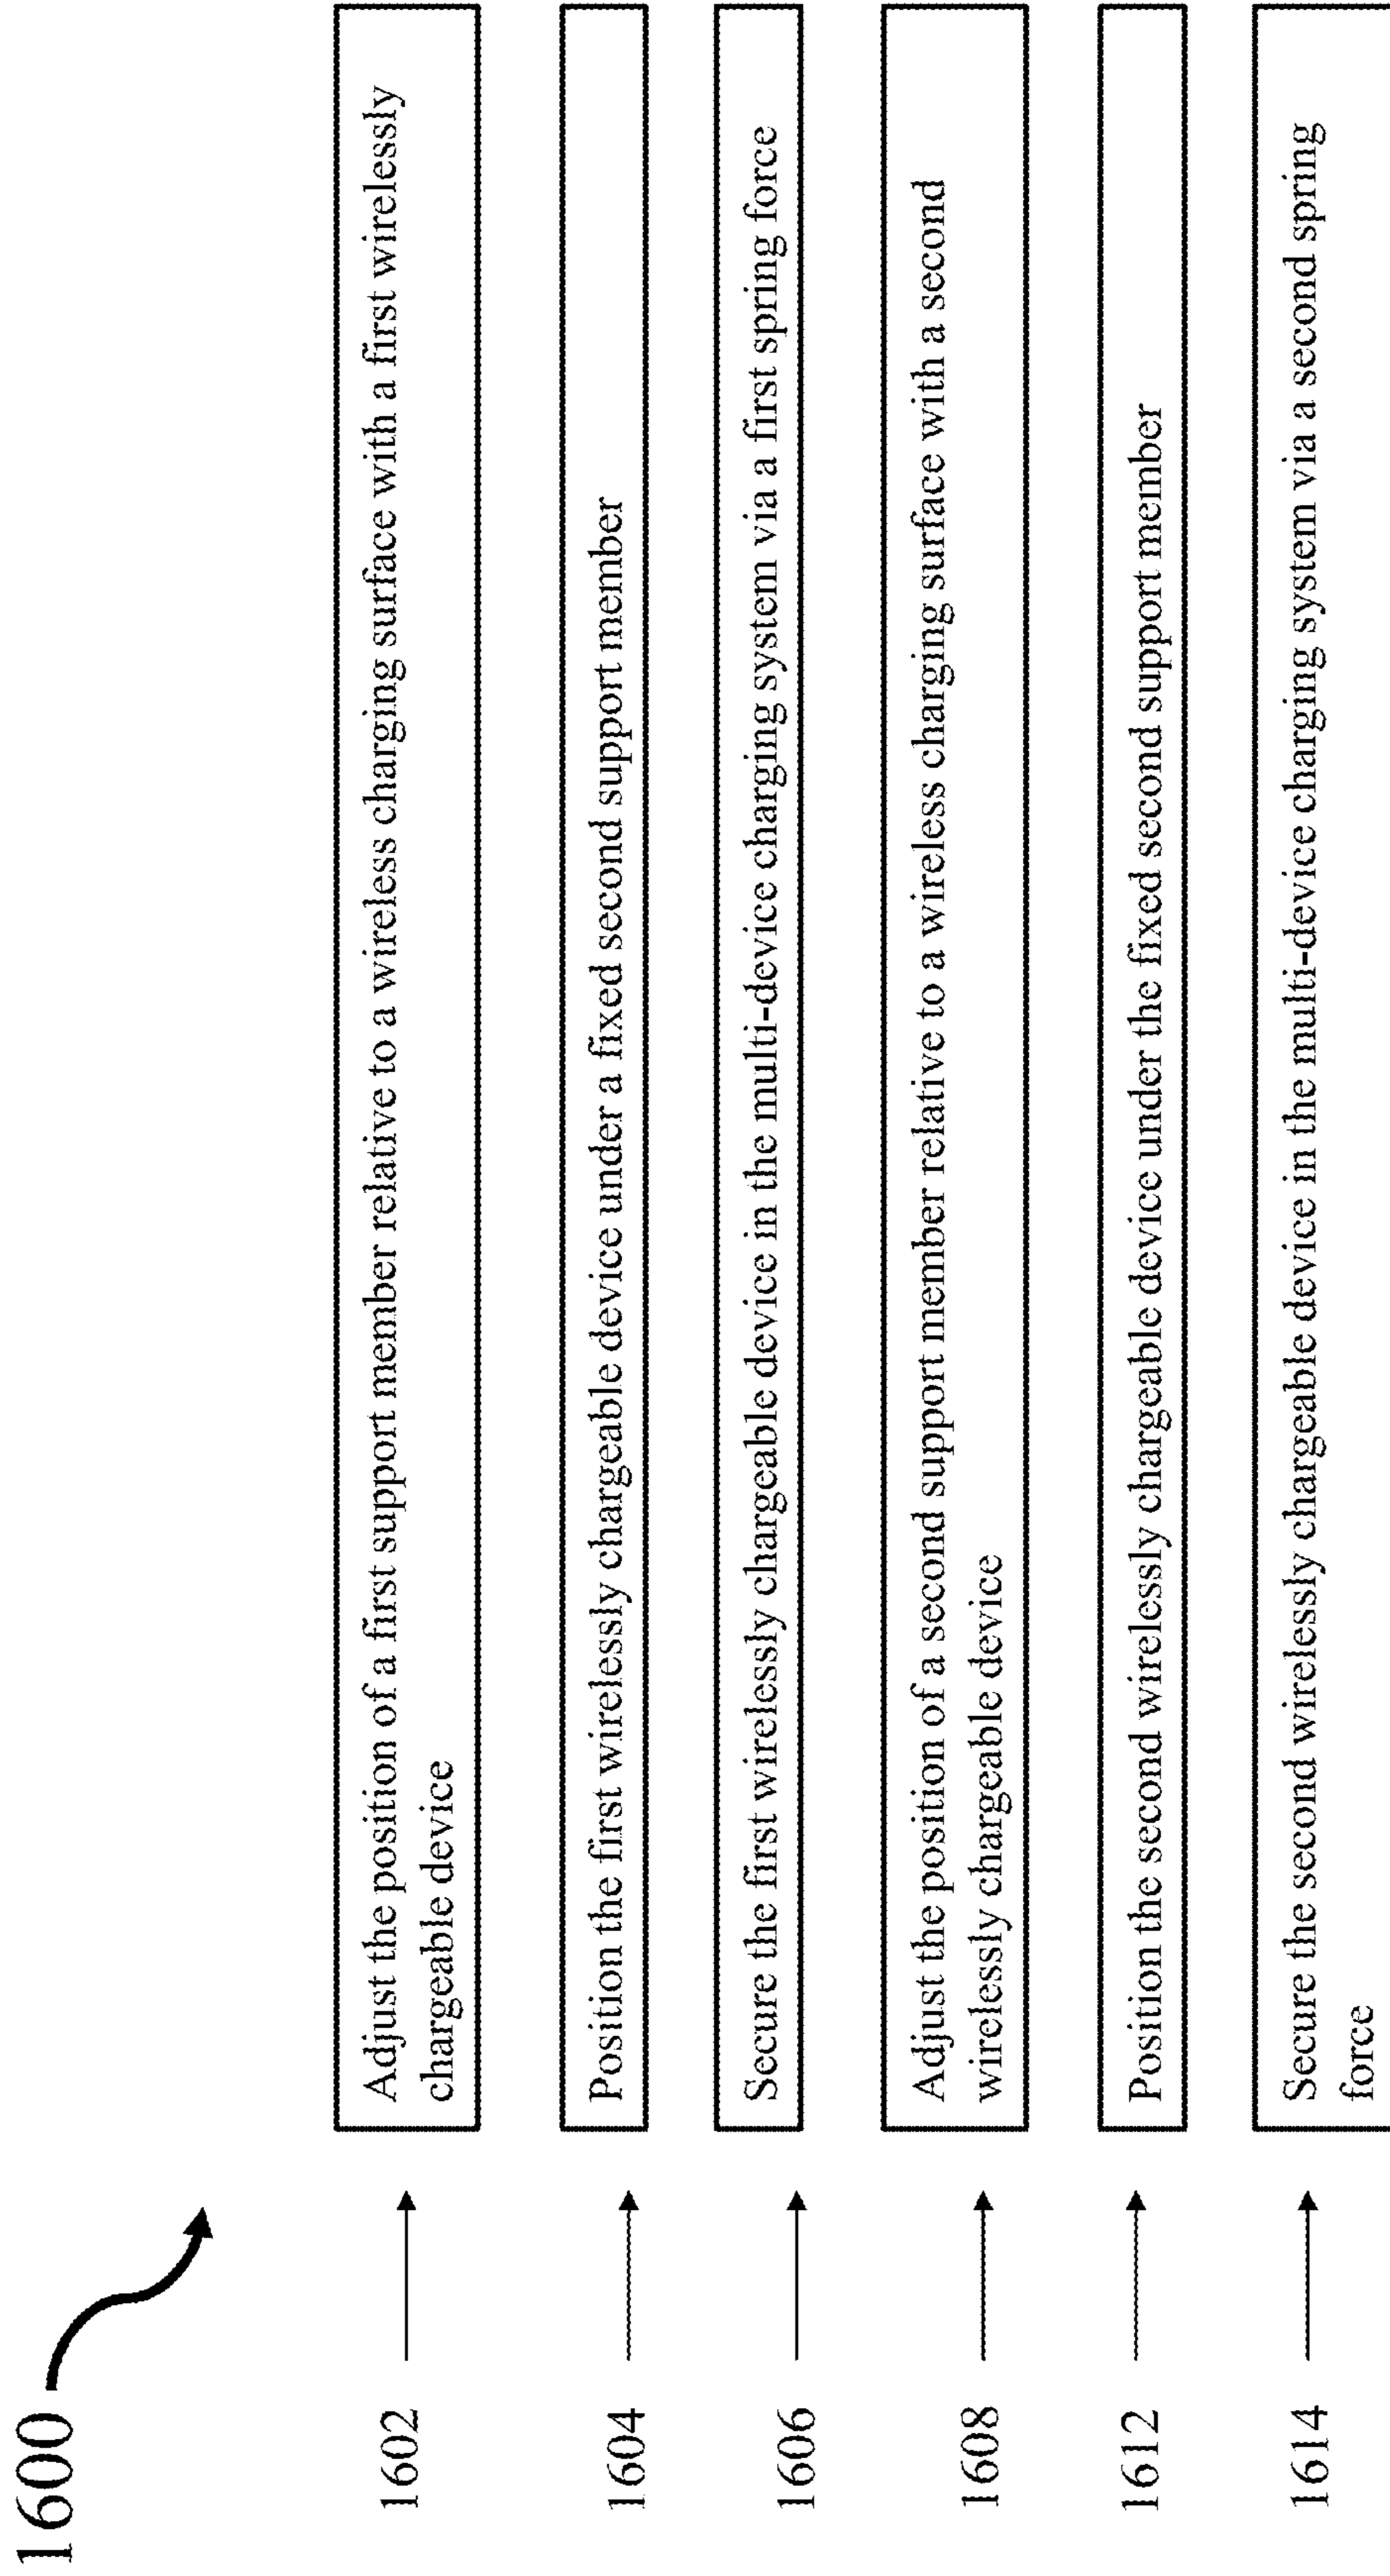 1600
1602
Adjust the position of a first support member relative to a wireless charging surface with a first wirelessly
chargeable device
1604
Position the first wirelessly chargeable device under a fixed second support member
1606
Secure the first wirelessly chargeable device in the multi-device charging system via a first spring force
1608
Adjust the position of a second support member relative to a wireless charging surface with a second
wirelessly chargeable device
1612
Position the second wirelessly chargeable device under the fixed second support member
1614
Secure the second wirelessly chargeable device in the multi-device charging system via a second spring
force